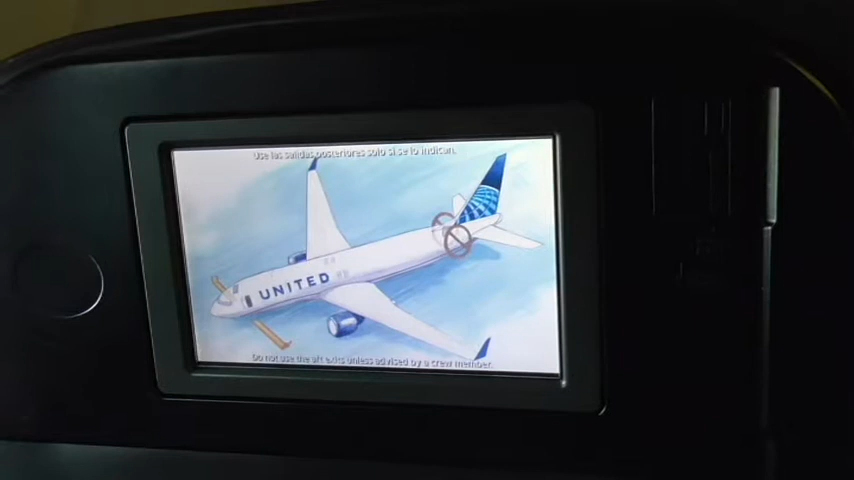 Use las salidas posteriores solo si se lo indican.
UNITED
Do not use the aft exits unless advised by a crew member.